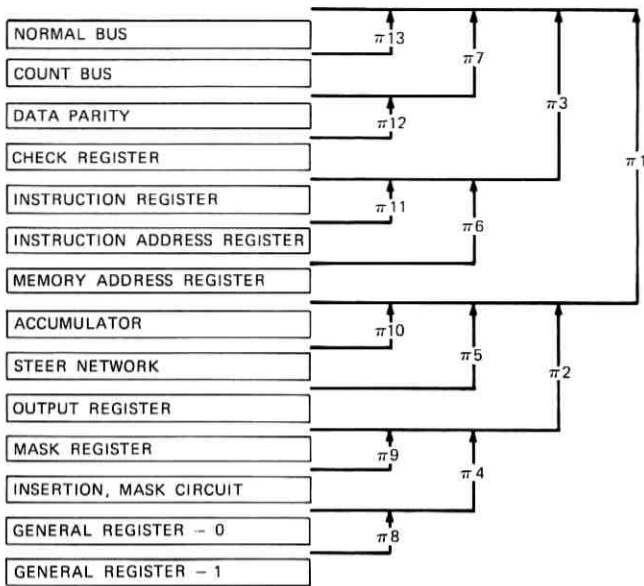 NORMAL BUS
COUNT BUS
DATA PARITY
CHECK REGISTER
INSTRUCTION REGISTER
INSTRUCTION ADDRESS REGISTER
MEMORY ADDRESS REGISTER
ACCUMULATOR
STEER NETWORK
OUTPUT REGISTER
MASK REGISTER
INSERTION, MASK CIRCUIT
GENERAL REGISTER – 0
GENERAL REGISTER – 1
π13
π7
π3
π1
π12
π11
π6
π10
π5
π2
π9
π4
π8